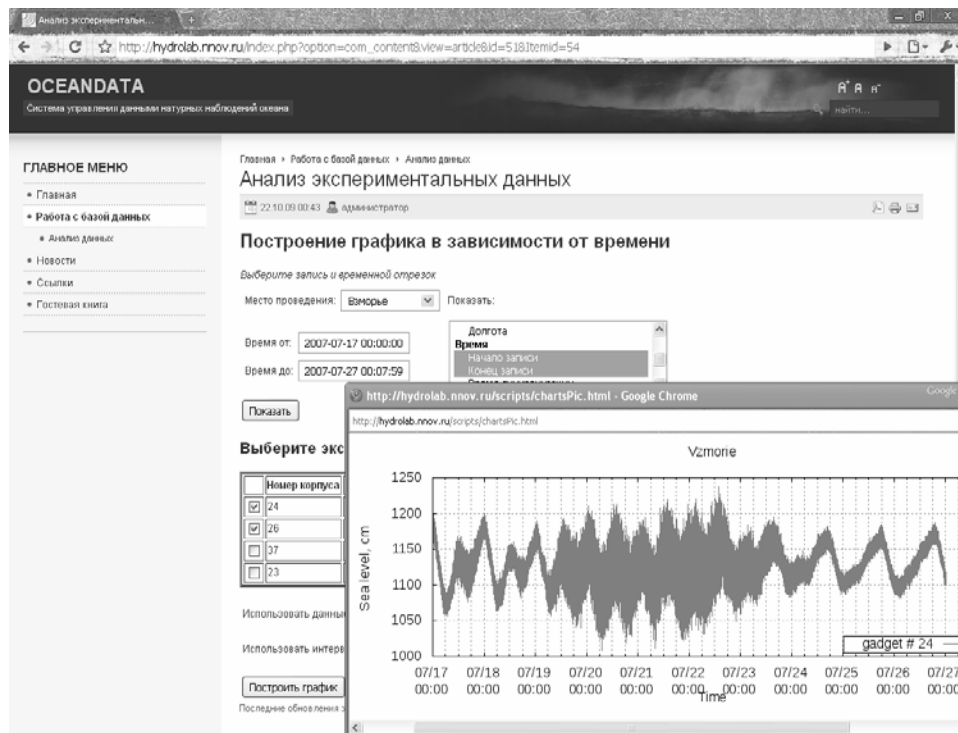 Анализ экспериментальн...
http://hydrolab.nnov.ru/index.php?option=com_content&view=article&id=51&Itemid=54
OCEANDATA
Система управления данными натурных наблюдений океана
A+ A A-
найти...
ГЛАВНОЕ МЕНЮ
Главная
Работа с базой данных
Анализ данных
Новости
Ссылки
Гостевая книга
Главная › Работа с базой данных › Анализ данных
Анализ экспериментальных данных
22.10.09 00:43 администратор
Построение графика в зависимости от времени
Выберите запись и временной отрезок
Место проведения: Взморье Показать:
Время от: 2007-07-17 00:00:00
Время до: 2007-07-27 00:07:59
Долгота
Время
Начало записи
Конец записи
Показать
Выберите экс
Номер корпуса
24
26
37
23
Использовать данны
Использовать интерв
Построить график
Последние обновления з
http://hydrolab.nnov.ru/scripts/chartsPic.html - Google Chrome
Google
http://hydrolab.nnov.ru/scripts/chartsPic.html
Vzmorie
Sea level, cm
1250
1200
1150
1100
1050
1000
gadget # 24
07/17 07/18 07/19 07/20 07/21 07/22 07/23 07/24 07/25 07/26 07/27
00:00 00:00 00:00 00:00 00:00 00:00 00:00 00:00 00:00 00:00 00:00
Time